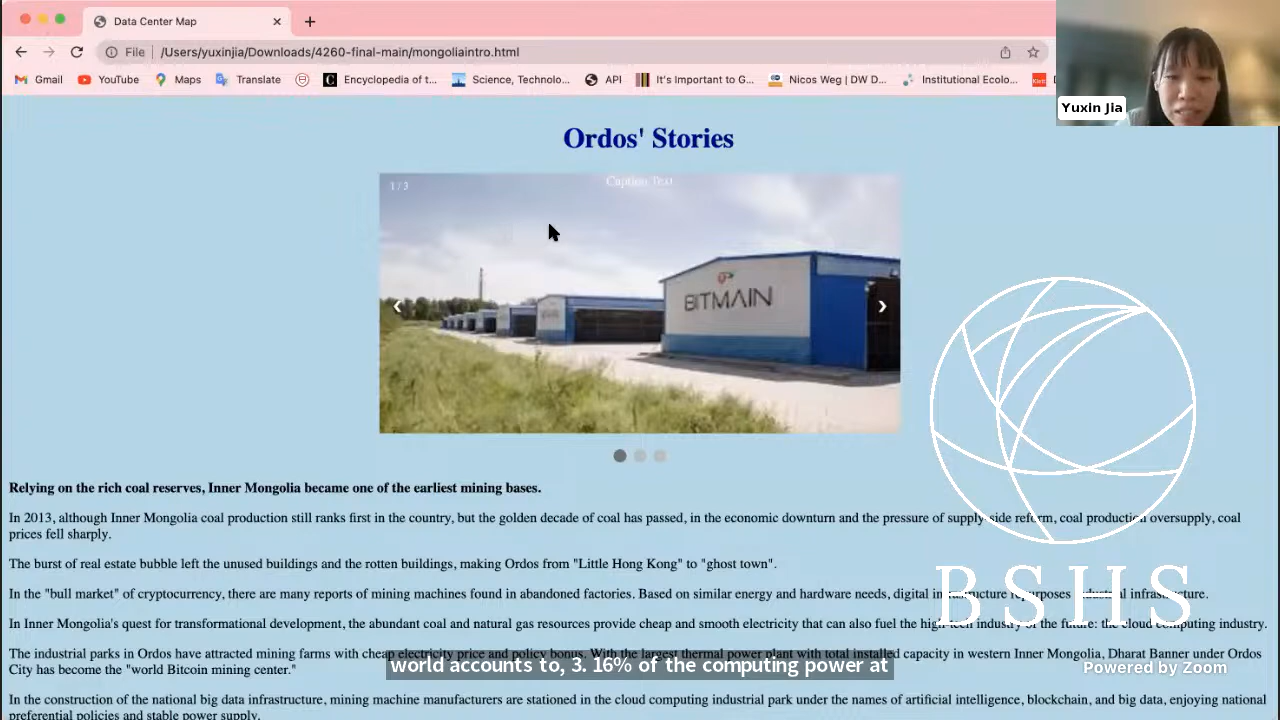 Data Center Map
File
/Users/yuxinjia/Downloads/4260-final-main/mongoliaintro.html
Gmail
YouTube
Maps
Translate
Encyclopedia of t...
Science, Technolo...
API
It's Important to G...
Nicos Weg | DW D...
Institutional Ecolo...
Yuxin Jia
Ordos' Stories
1 / 3
Caption Text
BITMAIN
Relying on the rich coal reserves, Inner Mongolia became one of the earliest mining bases.
In 2013, although Inner Mongolia coal production still ranks first in the country, but the golden decade of coal has passed, in the economic downturn and the pressure of supply-side reform, coal production oversupply, coal
prices fell sharply.
The burst of real estate bubble left the unused buildings and the rotten buildings, making Ordos from "Little Hong Kong" to "ghost town".
In the "bull market" of cryptocurrency, there are many reports of mining machines found in abandoned factories. Based on similar energy and hardware needs, digital infrastructure repurposes industrial infrastructure.
In Inner Mongolia's quest for transformational development, the abundant coal and natural gas resources provide cheap and smooth electricity that can also fuel the high-tech industry of the future: the cloud computing industry.
The industrial parks in Ordos have attracted mining farms with cheap electricity price and policy bonus. With the largest thermal power plant with total installed capacity in western Inner Mongolia, Dharat Banner under Ordos
City has become the "world Bitcoin mining center."
In the construction of the national big data infrastructure, mining machine manufacturers are stationed in the cloud computing industrial park under the names of artificial intelligence, blockchain, and big data, enjoying national
preferential policies and stable power supply.
world accounts to, 3. 16% of the computing power at
BSHS
Powered by Zoom